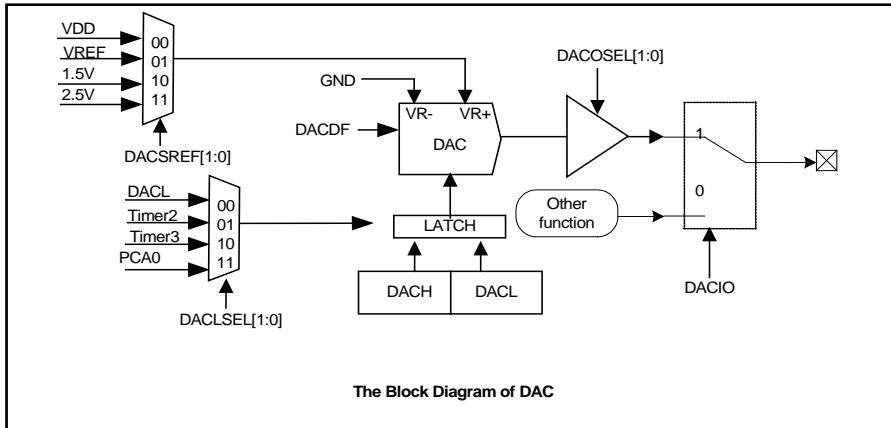 VDD
VREF
1.5V
2.5V
00
01
10
11
DACSREF[1:0]
GND
DACDF
VR-
VR+
DAC
DACOSEL[1:0]
1
0
Other
function
DACIO
DACL
Timer2
Timer3
PCA0
00
01
10
11
DACLSEL[1:0]
LATCH
DACH
DACL
The Block Diagram of DAC